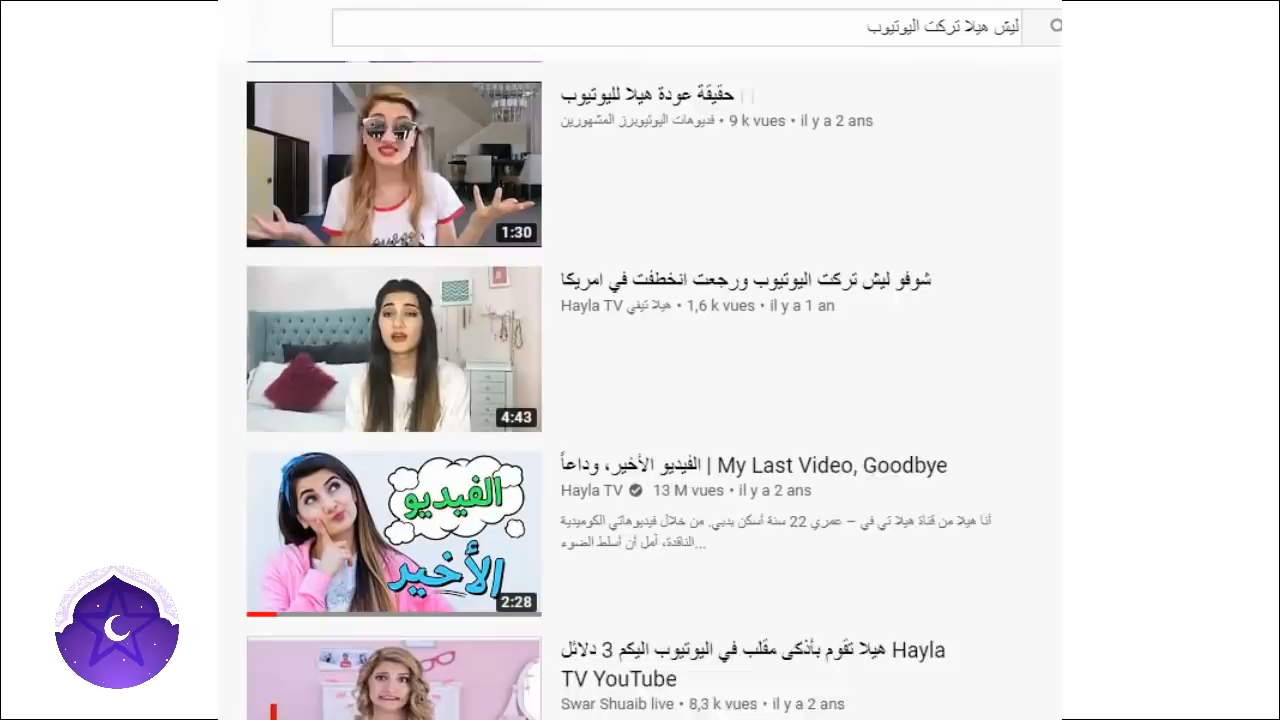 ليش هيلا تركت اليوتيوب
حقيقة عودة هيلا لليوتيوب
فديوهات اليوتيوبرز المشهورين • 9 k vues • il y a 2 ans
1:30
شوفو ليش تركت اليوتيوب ورجعت انخطفت في امريكا
Hayla TV هيلا تيفي • 1,6 k vues • il y a 1 an
4:43
الفيديو الأخير، وداعاً | My Last Video, Goodbye
Hayla TV 13 M vues • il y a 2 ans
أنا هيلا من قناة هيلا تي في – عمري 22 سنة أسكن بدبي. من خلال فيديوهاتي الكوميدية
الناقدة، أمل أن أسلط الضوء...
الفيديو
الأخير
2:28
هيلا تقوم بأذكى مقلب في اليوتيوب اليكم 3 دلائل Hayla
TV YouTube
Swar Shuaib live • 8,3 k vues • il y a 2 ans